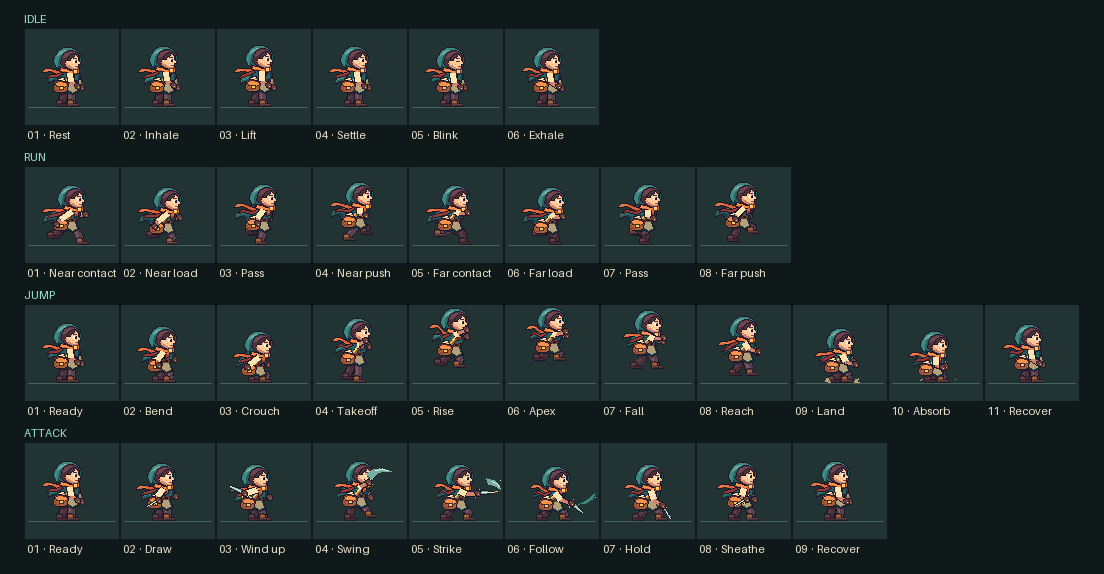 IDLE
01 · Rest 02 · Inhale 03 · Lift 04 · Settle 05 · Blink 06 · Exhale
RUN
01 · Near contact 02 · Near load 03 · Pass 04 · Near push 05 · Far contact 06 · Far load 07 · Pass 08 · Far push
JUMP
01 · Ready 02 · Bend 03 · Crouch 04 · Takeoff 05 · Rise 06 · Apex 07 · Fall 08 · Reach 09 · Land 10 · Absorb 11 · Recover
ATTACK
01 · Ready 02 · Draw 03 · Wind up 04 · Swing 05 · Strike 06 · Follow 07 · Hold 08 · Sheathe 09 · Recover